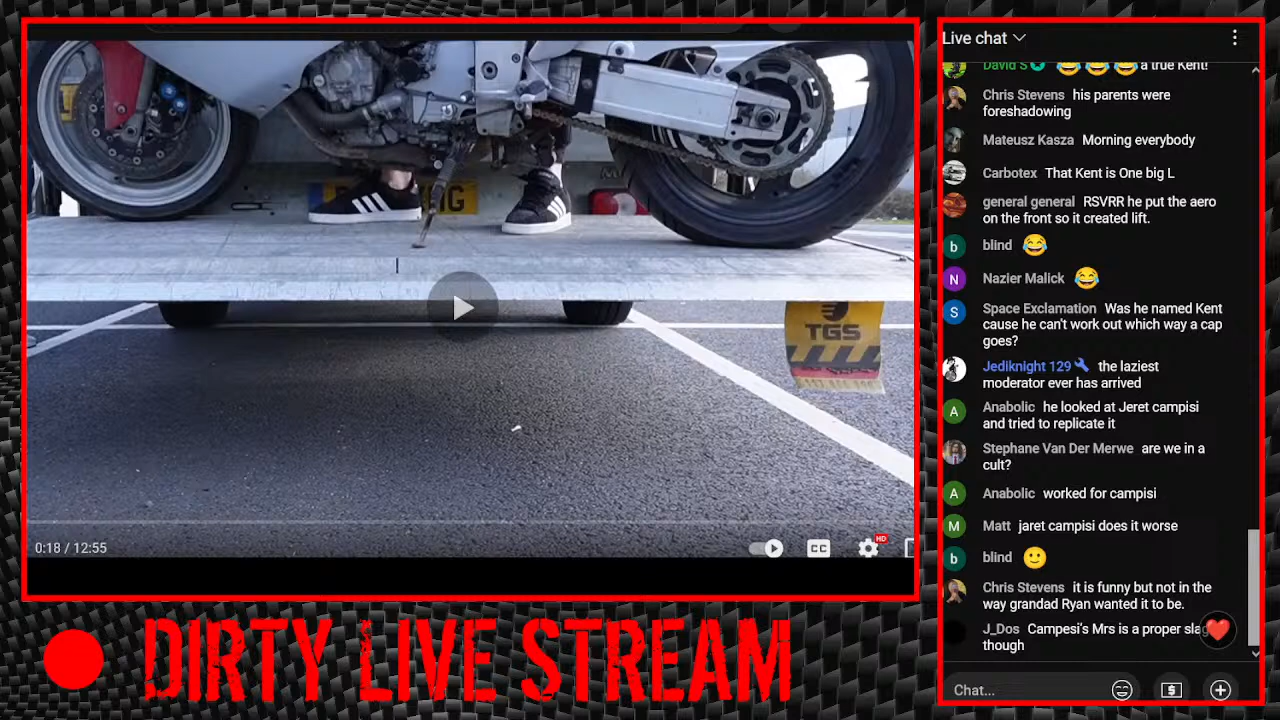 Live chat
David S 😂😂😂 a true Kent!
Chris Stevens his parents were
foreshadowing
Mateusz Kasza Morning everybody
Carbotex That Kent is One big L
general general RSVRR he put the aero
on the front so it created lift.
b blind 😂
N Nazier Malick 😂
S Space Exclamation Was he named Kent
cause he can't work out which way a cap
goes?
Jediknight 129 the laziest
moderator ever has arrived
A Anabolic he looked at Jeret campisi
and tried to replicate it
Stephane Van Der Merwe are we in a
cult?
A Anabolic worked for campisi
M Matt jaret campisi does it worse
b blind 🙂
Chris Stevens it is funny but not in the
way grandad Ryan wanted it to be.
J_Dos Campesi's Mrs is a proper slag
though
Chat...
TGS
0:18 / 12:55
CC
HD
DIRTY LIVE STREAM